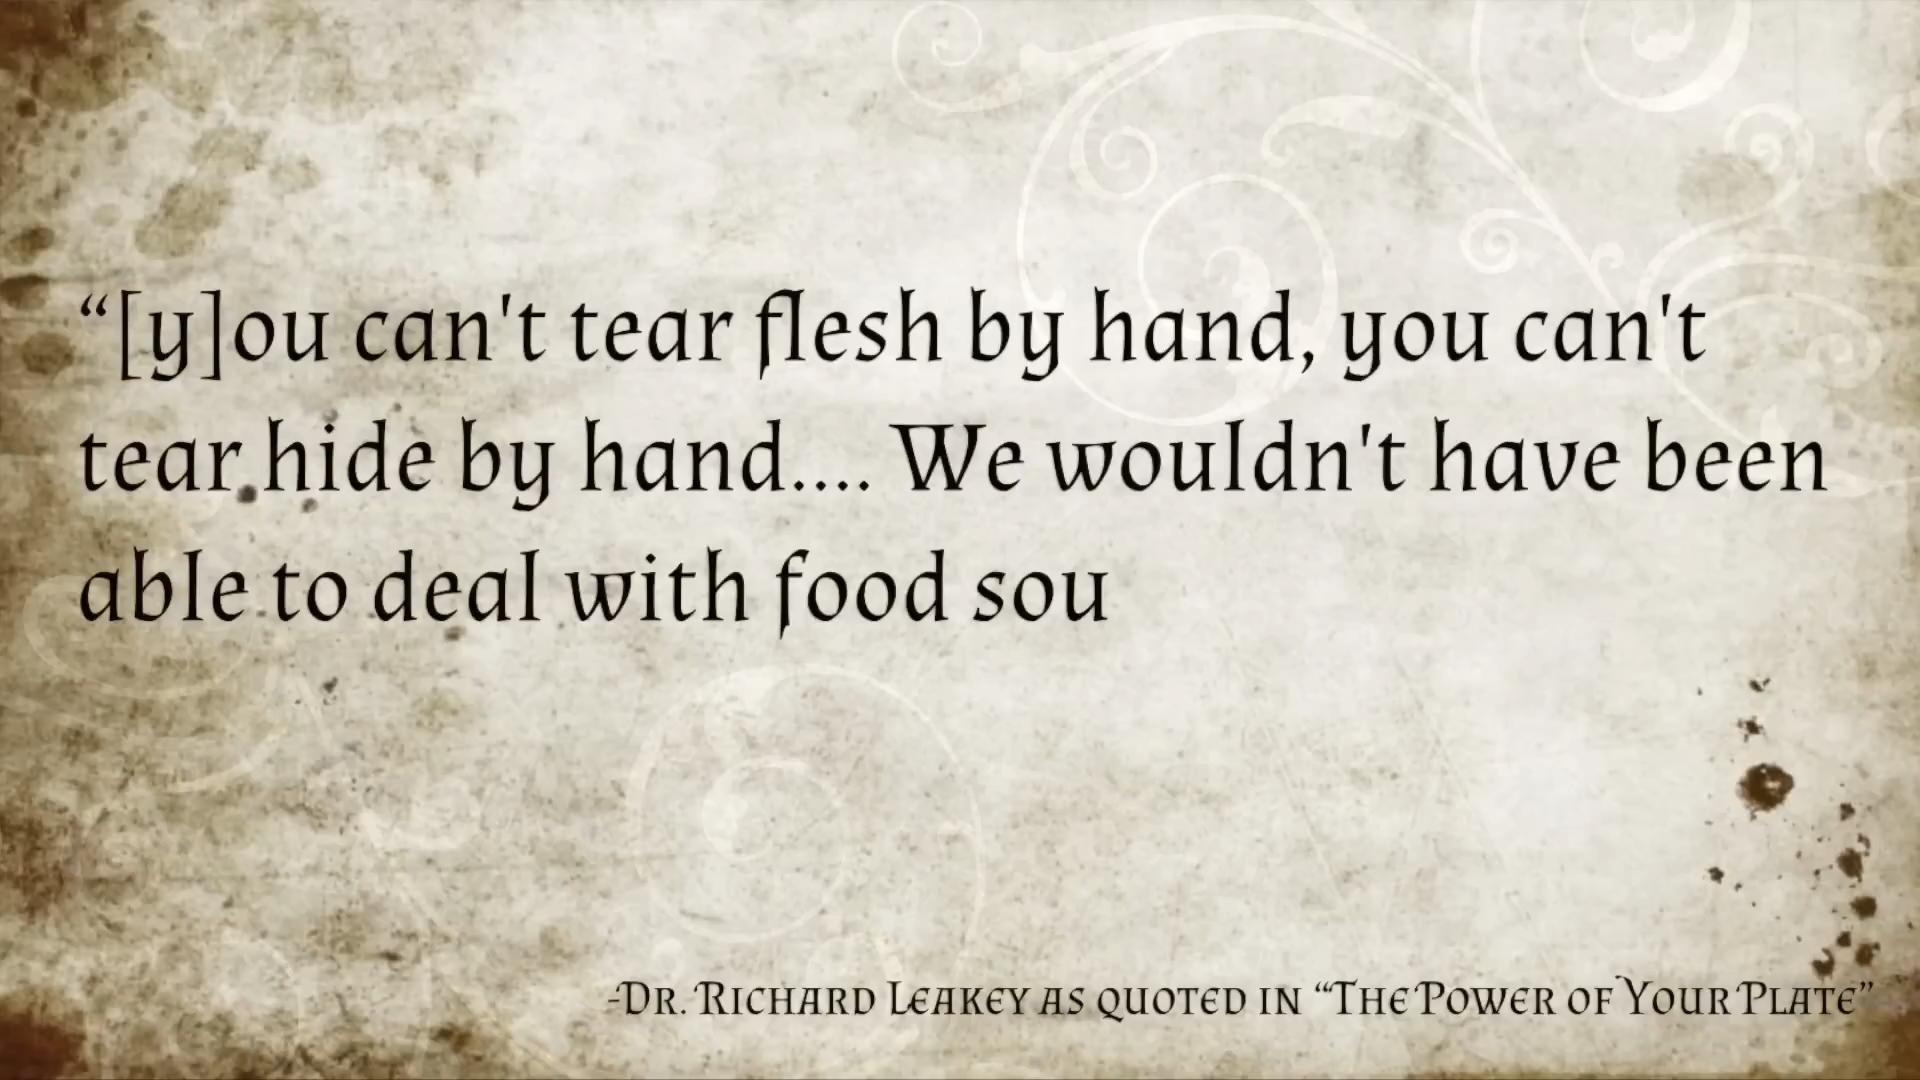 “[y]ou can't tear flesh by hand, you can't
tear hide by hand.... We wouldn't have been
able to deal with food sou
-Dr. Richard Leakey as quoted in “The Power of Your Plate”